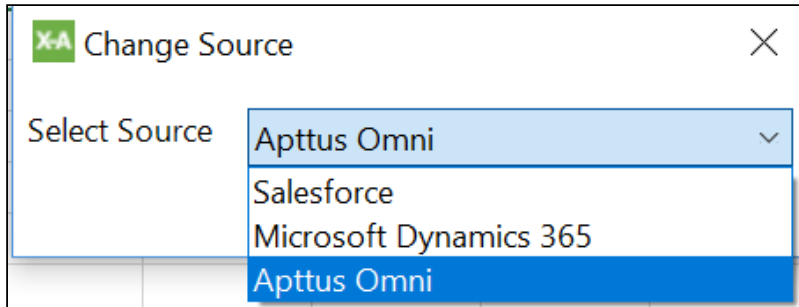 X-A Change Source
Select Source Apttus Omni
Salesforce
Microsoft Dynamics 365
Apttus Omni